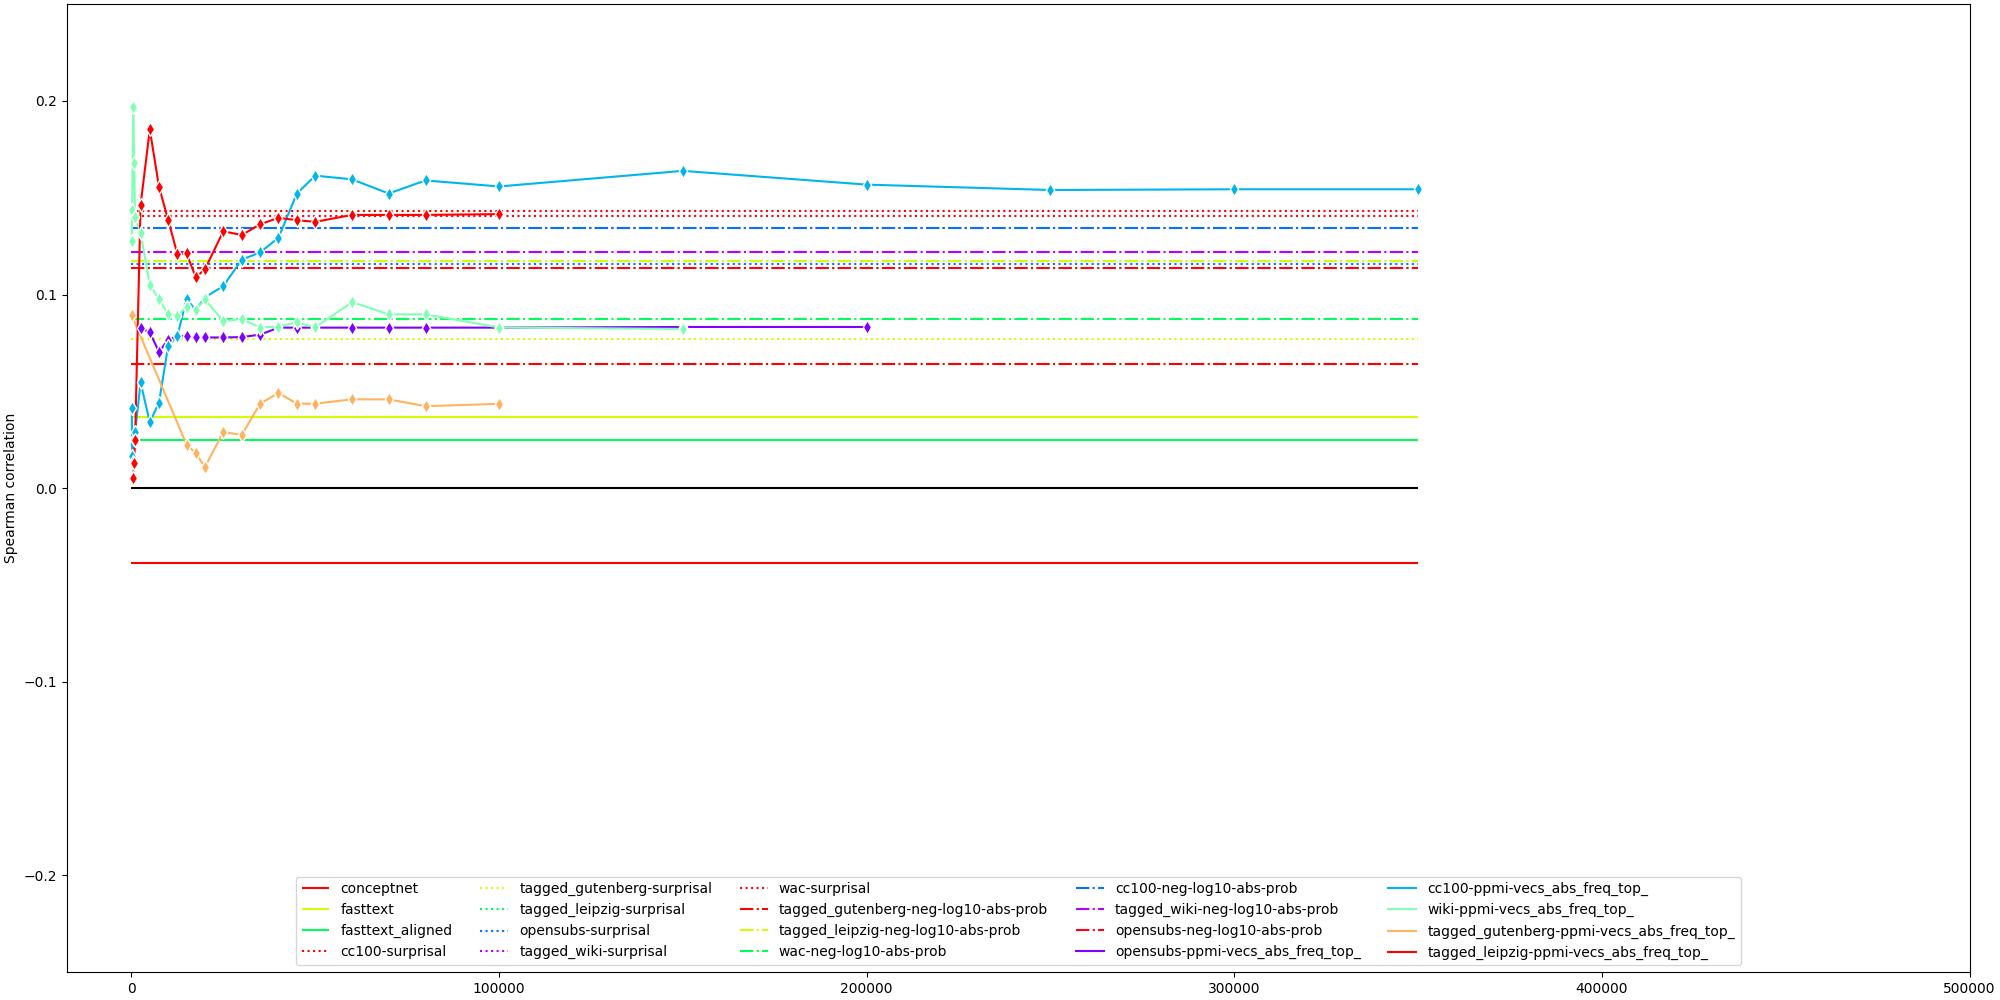 Spearman correlation
0.2
0.1
0.0
−0.1
−0.2
0
100000
200000
300000
400000
500000
conceptnet
fasttext
fasttext_aligned
cc100-surprisal
tagged_gutenberg-surprisal
tagged_leipzig-surprisal
opensubs-surprisal
tagged_wiki-surprisal
wac-surprisal
tagged_gutenberg-neg-log10-abs-prob
tagged_leipzig-neg-log10-abs-prob
wac-neg-log10-abs-prob
cc100-neg-log10-abs-prob
tagged_wiki-neg-log10-abs-prob
opensubs-neg-log10-abs-prob
opensubs-ppmi-vecs_abs_freq_top_
cc100-ppmi-vecs_abs_freq_top_
wiki-ppmi-vecs_abs_freq_top_
tagged_gutenberg-ppmi-vecs_abs_freq_top_
tagged_leipzig-ppmi-vecs_abs_freq_top_